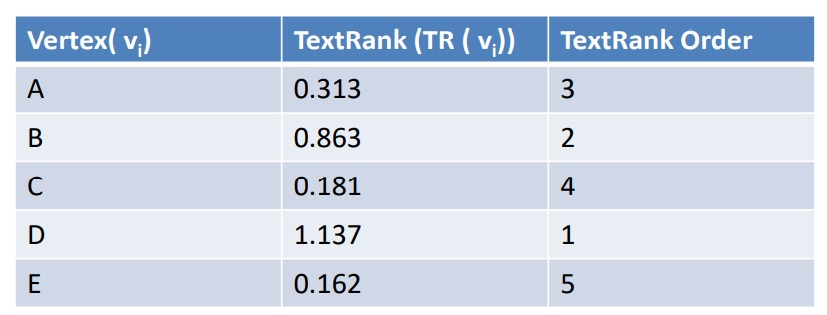 Vertex( vi) TextRank (TR ( vi)) TextRank Order
A 0.313 3
B 0.863 2
C 0.181 4
D 1.137 1
E 0.162 5